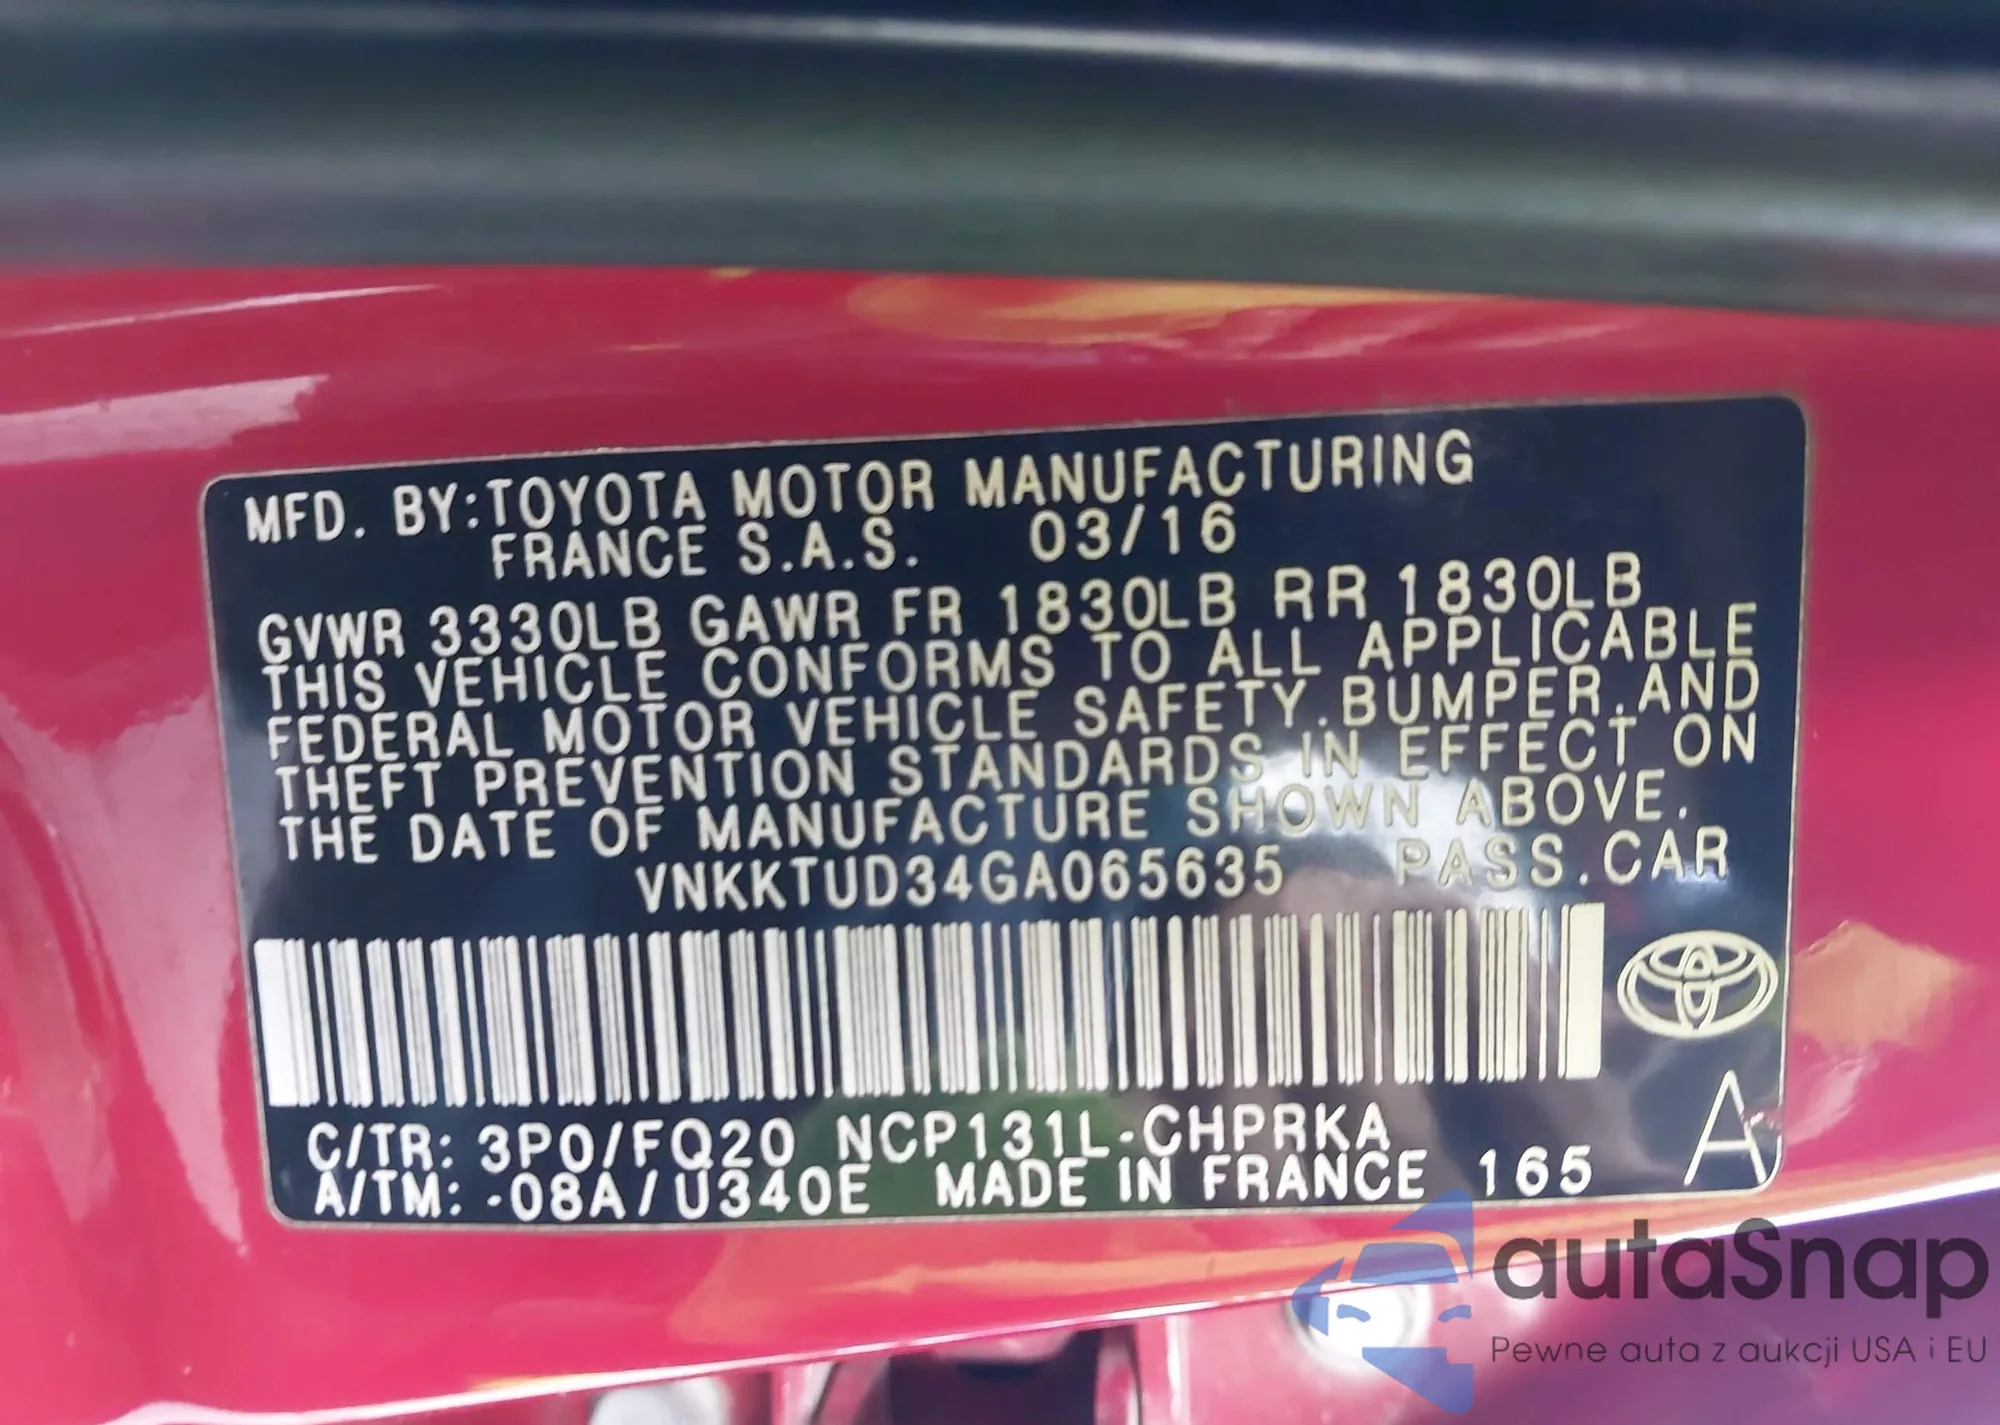 MFD. BY:TOYOTA MOTOR MANUFACTURING
FRANCE S.A.S. 03/16
GVWR 3330LB GAWR FR 1830LB RR 1830LB
THIS VEHICLE CONFORMS TO ALL APPLICABLE
FEDERAL MOTOR VEHICLE SAFETY.BUMPER.AND
THEFT PREVENTION STANDARDS IN EFFECT ON
THE DATE OF MANUFACTURE SHOWN ABOVE.
VNKKTUD34GA065635 PASS.CAR
C/TR: 3P0/FQ20 NCP131L-CHPRKA
A/TM: -08A/U340E MADE IN FRANCE 165
A
autaSnap
Pewne auta z aukcji USA i EU